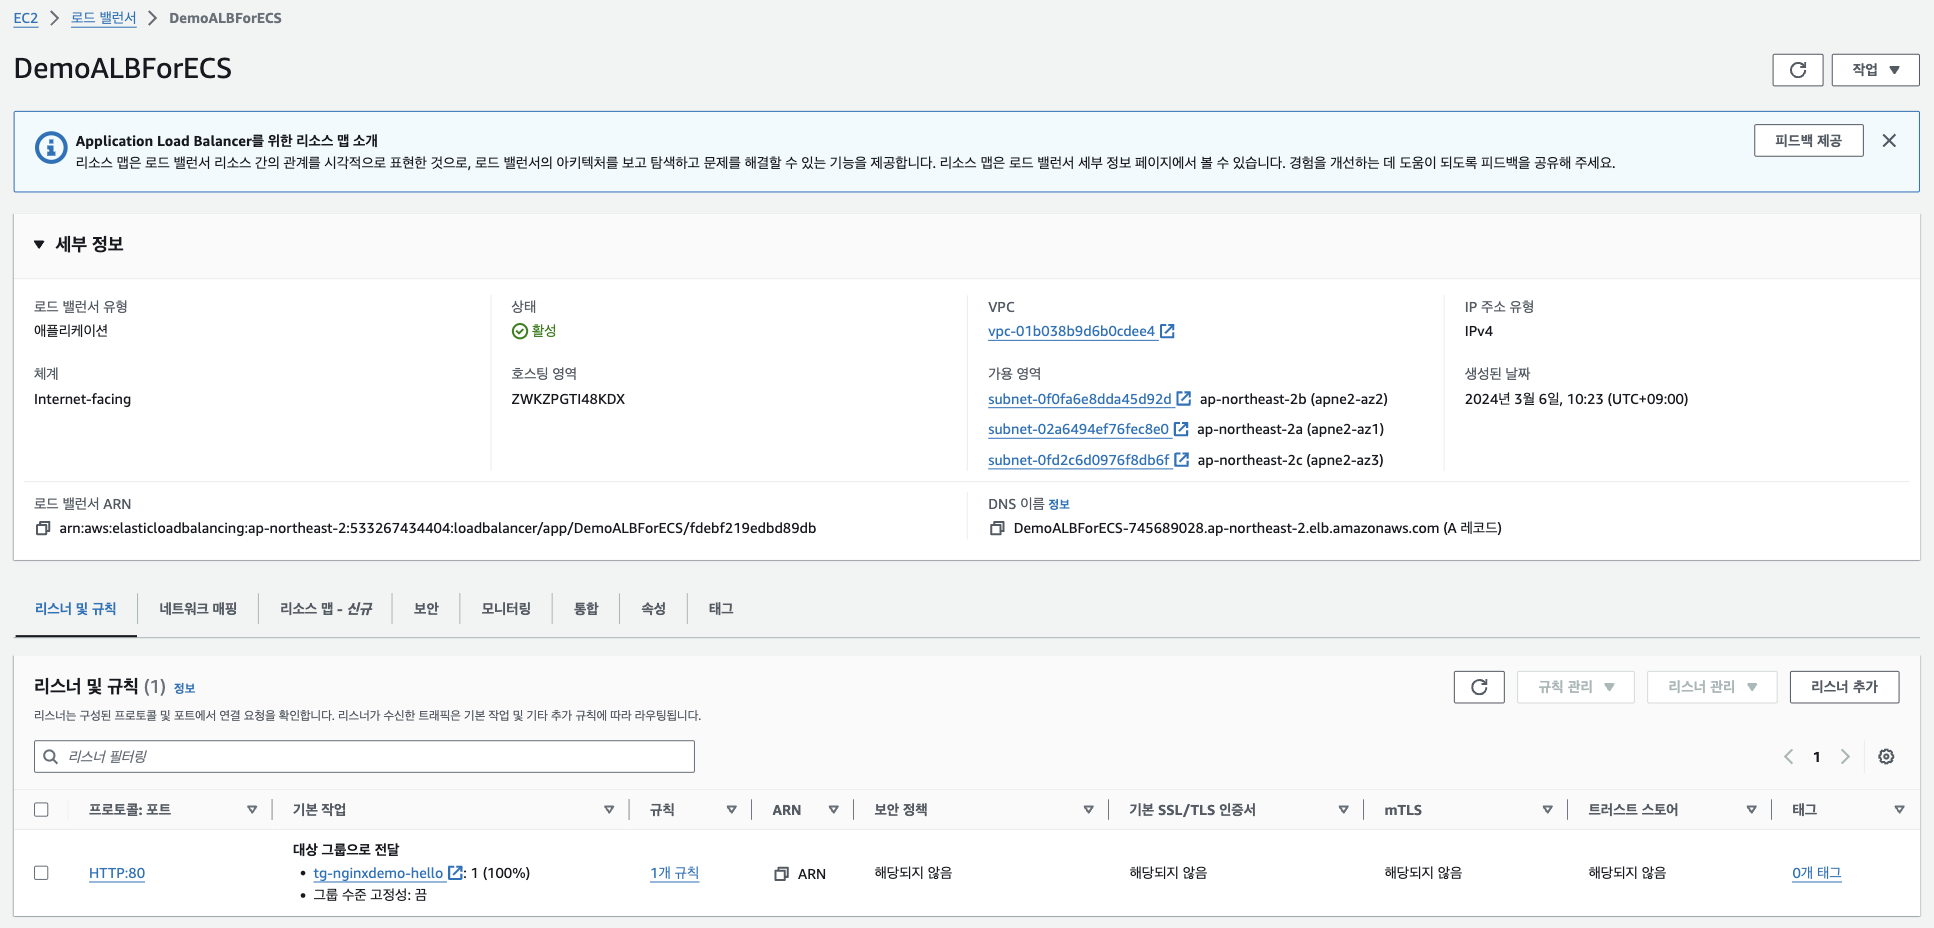 EC2 > 로드 밸런서 > DemoALBForECS
DemoALBForECS
작업
Application Load Balancer를 위한 리소스 맵 소개
리소스 맵은 로드 밸런서 리소스 간의 관계를 시각적으로 표현한 것으로, 로드 밸런서의 아키텍처를 보고 탐색하고 문제를 해결할 수 있는 기능을 제공합니다. 리소스 맵은 로드 밸런서 세부 정보 페이지에서 볼 수 있습니다. 경험을 개선하는 데 도움이 되도록 피드백을 공유해 주세요.
피드백 제공
세부 정보
로드 밸런서 유형
애플리케이션
상태
활성
VPC
vpc-01b038b9d6b0cdee4
IP 주소 유형
IPv4
체계
Internet-facing
호스팅 영역
ZWKZPGTI48KDX
가용 영역
subnet-0f0fa6e8dda45d92d ap-northeast-2b (apne2-az2)
subnet-02a6494ef76fec8e0 ap-northeast-2a (apne2-az1)
subnet-0fd2c6d0976f8db6f ap-northeast-2c (apne2-az3)
생성된 날짜
2024년 3월 6일, 10:23 (UTC+09:00)
로드 밸런서 ARN
arn:aws:elasticloadbalancing:ap-northeast-2:533267434404:loadbalancer/app/DemoALBForECS/fdebf219edbd89db
DNS 이름 정보
DemoALBForECS-745689028.ap-northeast-2.elb.amazonaws.com (A 레코드)
리스너 및 규칙 네트워크 매핑 리소스 맵 - 신규 보안 모니터링 통합 속성 태그
리스너 및 규칙 (1) 정보
리스너는 구성된 프로토콜 및 포트에서 연결 요청을 확인합니다. 리스너가 수신한 트래픽은 기본 작업 및 기타 추가 규칙에 따라 라우팅됩니다.
규칙 관리 리스너 관리 리스너 추가
리스너 필터링
1
프로토콜: 포트 기본 작업 규칙 ARN 보안 정책 기본 SSL/TLS 인증서 mTLS 트러스트 스토어 태그
대상 그룹으로 전달
HTTP:80 • tg-nginxdemo-hello : 1 (100%) 1개 규칙 ARN 해당되지 않음 해당되지 않음 해당되지 않음 해당되지 않음 0개 태그
• 그룹 수준 고정성: 끔